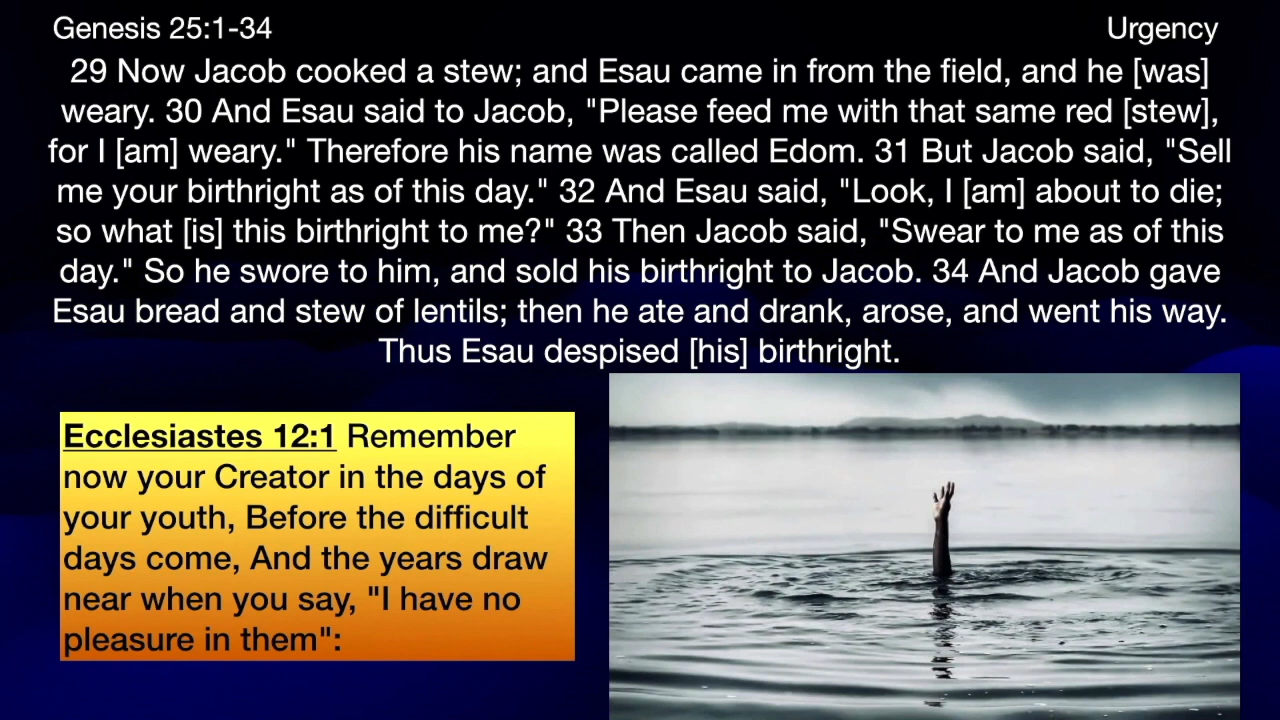 Genesis 25:1-34
Urgency
29 Now Jacob cooked a stew; and Esau came in from the field, and he [was]
weary. 30 And Esau said to Jacob, "Please feed me with that same red [stew],
for I [am] weary." Therefore his name was called Edom. 31 But Jacob said, "Sell
me your birthright as of this day." 32 And Esau said, "Look, I [am] about to die;
so what [is] this birthright to me?" 33 Then Jacob said, "Swear to me as of this
day." So he swore to him, and sold his birthright to Jacob. 34 And Jacob gave
Esau bread and stew of lentils; then he ate and drank, arose, and went his way.
Thus Esau despised [his] birthright.
Ecclesiastes 12:1 Remember
now your Creator in the days of
your youth, Before the difficult
days come, And the years draw
near when you say, "I have no
pleasure in them":